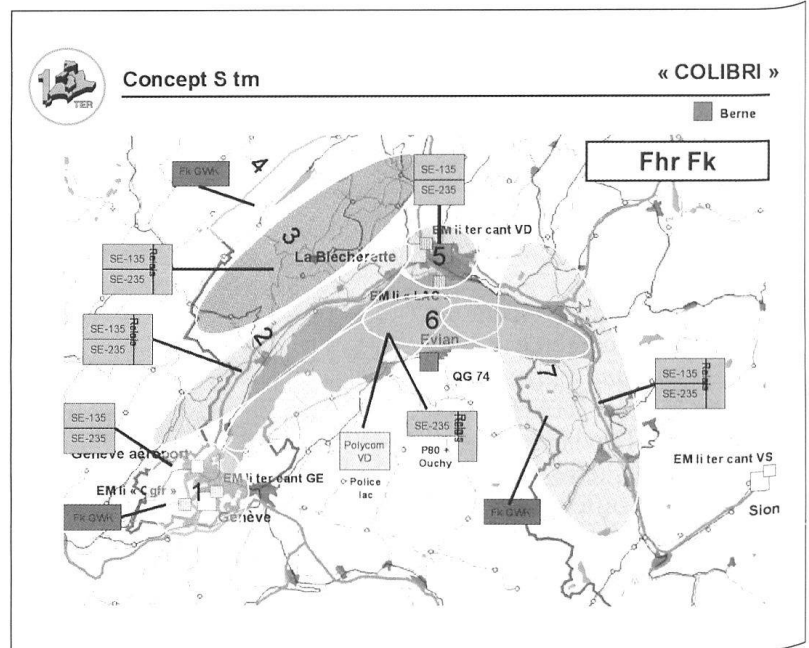 1
TER
Concept S tm
« COLIBRI »
Berne
Fhr Fk
Fk GWK
4
SE-135
SE-235
EM li ter cant VD
3
La Blécherette
5
SE-135
SE-235
Relais
EM li « LAC »
6
Evian
SE-135
SE-235
Relais
2
QG 74
7
SE-135
SE-235
Relais
SE-235
Relais
P80 +
Ouchy
Polycom
VD
Police
lac
SE-135
SE-235
Genève aéroport
EM li ter cant GE
EM li ter cant VS
1
Fk GWK
Genève
Fk GWK
Sion